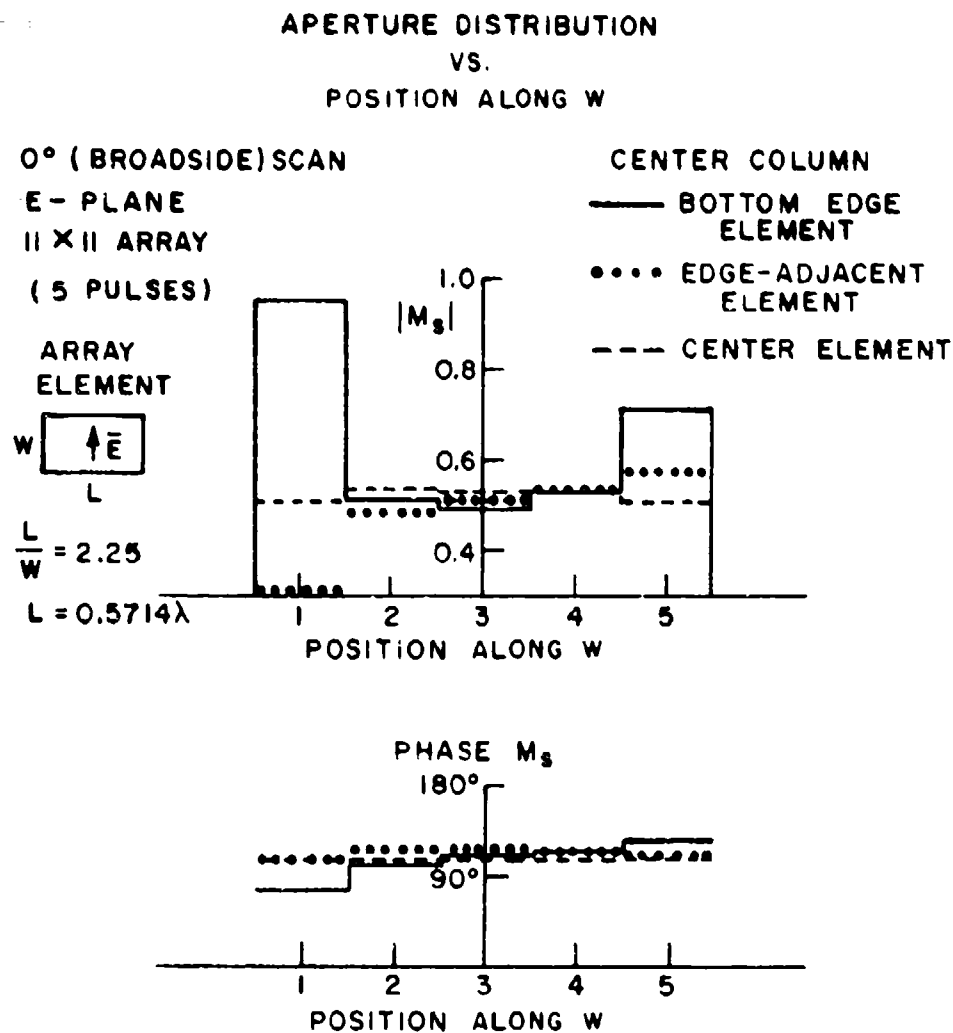 APERTURE DISTRIBUTION
VS.
POSITION ALONG W
0° (BROADSIDE) SCAN
E-PLANE
11 × 11 ARRAY
(5 PULSES)
ARRAY
ELEMENT
W
Ē
L
L/W = 2.25
L = 0.5714λ
CENTER COLUMN
BOTTOM EDGE
ELEMENT
EDGE-ADJACENT
ELEMENT
CENTER ELEMENT
1.0
|Ms|
0.8
0.6
0.4
1 2 3 4 5
POSITION ALONG W
PHASE Ms
180°
90°
1 2 3 4 5
POSITION ALONG W